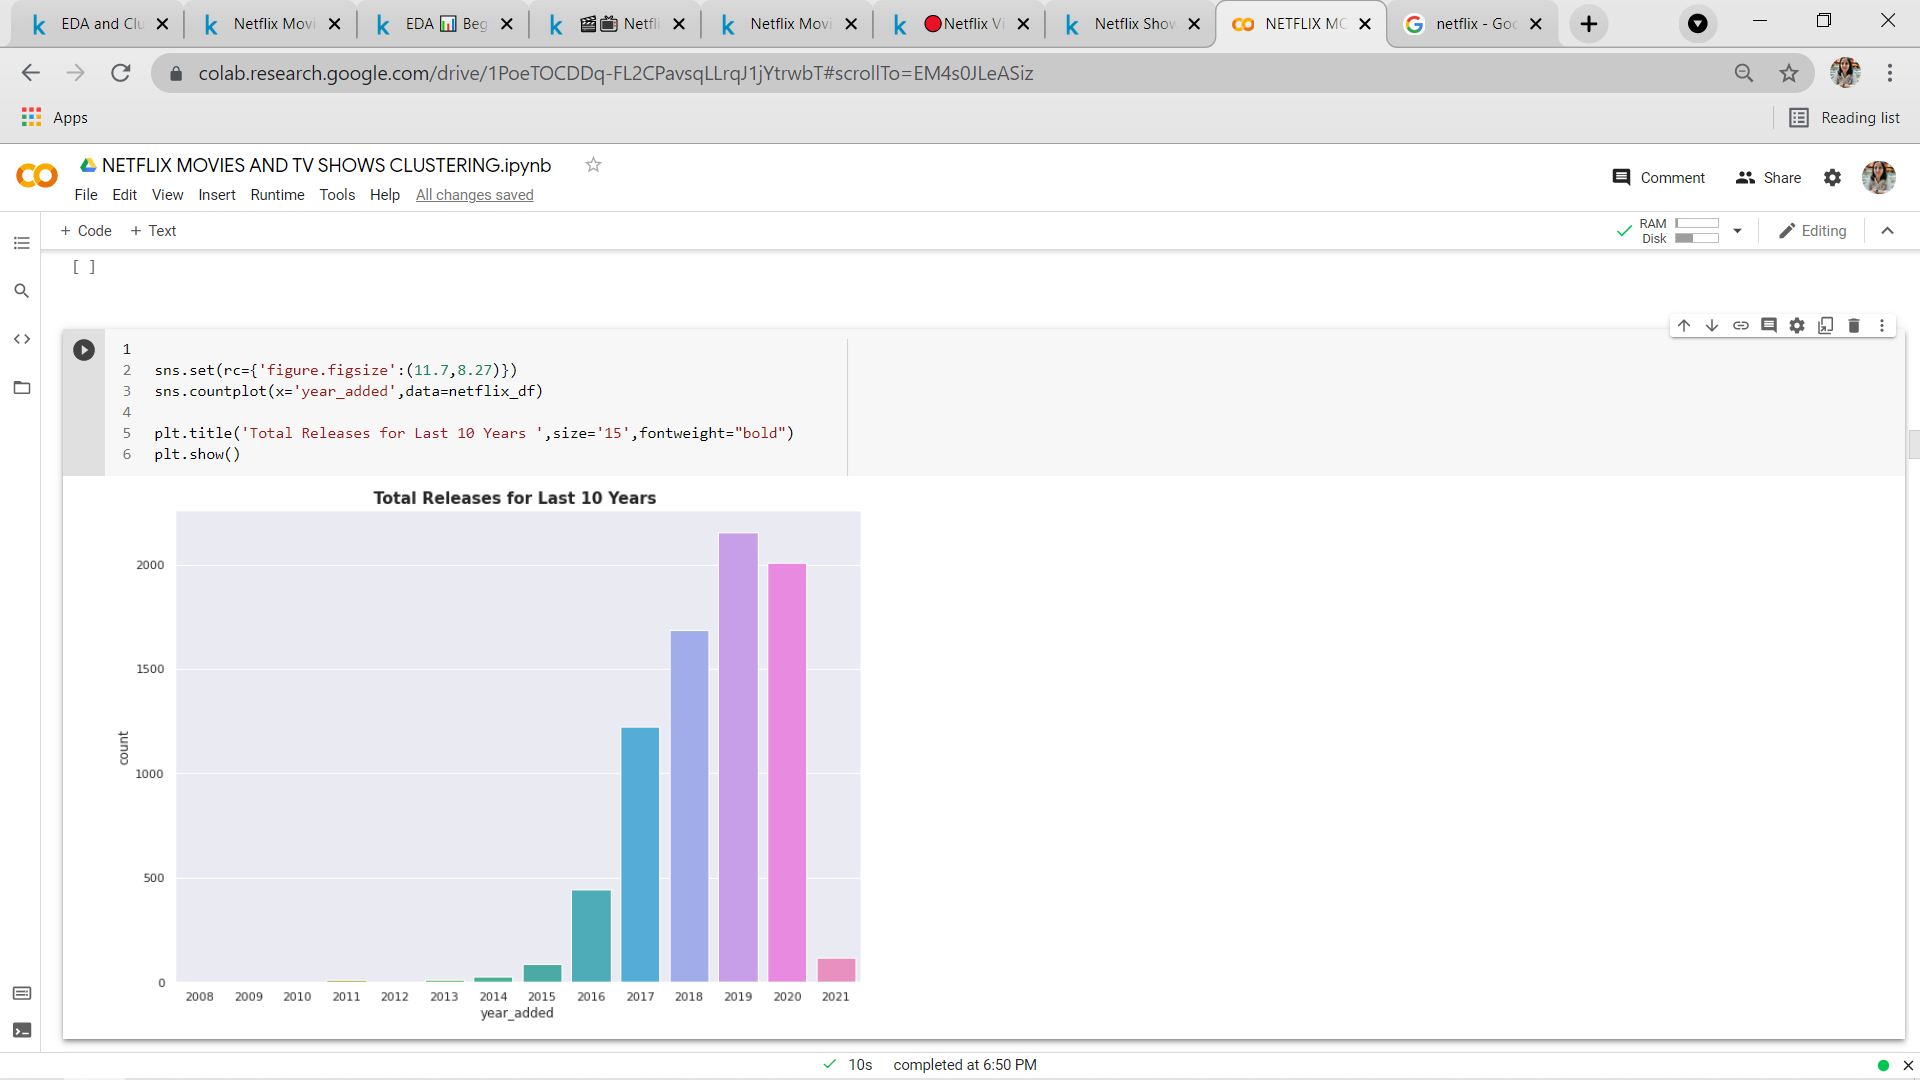 EDA and Clu
Netflix Movi
EDA 📊 Beg
🎬📺 Netfli
Netflix Movi
🔴Netflix Vi
Netflix Show
NETFLIX MO
netflix - Goo
colab.research.google.com/drive/1PoeTOCDDq-FL2CPavsqLLrqJ1jYtrwbT#scrollTo=EM4s0JLeASiz
Apps
Reading list
NETFLIX MOVIES AND TV SHOWS CLUSTERING.ipynb
File Edit View Insert Runtime Tools Help All changes saved
Comment
Share
+ Code + Text
RAM
Disk
Editing
[ ]
1
2 sns.set(rc={'figure.figsize':(11.7,8.27)})
3 sns.countplot(x='year_added',data=netflix_df)
4
5 plt.title('Total Releases for Last 10 Years ',size='15',fontweight="bold")
6 plt.show()
Total Releases for Last 10 Years
2000
1500
1000
500
0
count
2008 2009 2010 2011 2012 2013 2014 2015 2016 2017 2018 2019 2020 2021
year_added
10s completed at 6:50 PM